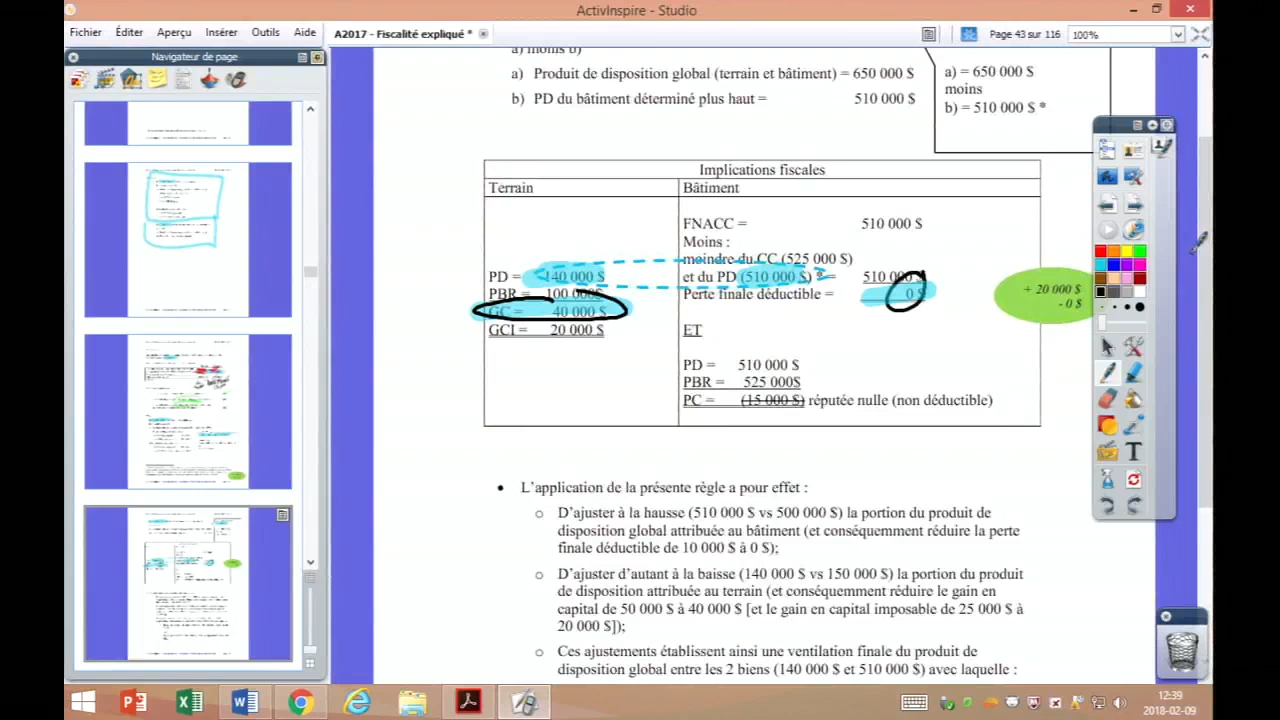 ActivInspire - Studio
Fichier Éditer Aperçu Insérer Outils Aide
A2017 - Fiscalité expliqué *
Page 43 sur 116
100%
Navigateur de page
a) moins b)
a) Produit de disposition global (terrain et bâtiment) = 650 000 $
b) PD du bâtiment déterminé plus haut = 510 000 $
a) = 650 000 $
moins
b) = 510 000 $ *
Implications fiscales
Terrain Bâtiment
FNACC = 510 000 $
Moins :
moindre du CC (525 000 $)
PD = 140 000 $ et du PD (510 000 $) * = 510 000 $
PBR = 100 000$ Perte finale déductible = 0 $
GC = 40 000 $
GCI = 20 000 $ ET
+ 20 000 $
- 0 $
PD = 510 000 $
PBR = 525 000$
PC = (15 000 $) réputée nulle (non déductible)
• L'application de la présente règle a pour effet :
o D'ajuster à la hausse (510 000 $ vs 500 000 $) la portion du produit de
disposition global attribuée au bâtiment (et conséquemment réduire la perte
finale déductible de 10 000 $ à 0 $);
o D'ajuster d'autant à la baisse (140 000 $ vs 150 000 $) la portion du produit
de disposition attribuée au terrain (et conséquemment réduire le gain en
capital de 50 000 $ à 40 000 $ [et le gain en capital imposable de 25 000 $ à
20 000 $]);
o Ces ajustements établissent ainsi une ventilation finale du produit de
disposition global entre les 2 biens (140 000 $ et 510 000 $) avec laquelle :
12:39
2018-02-09